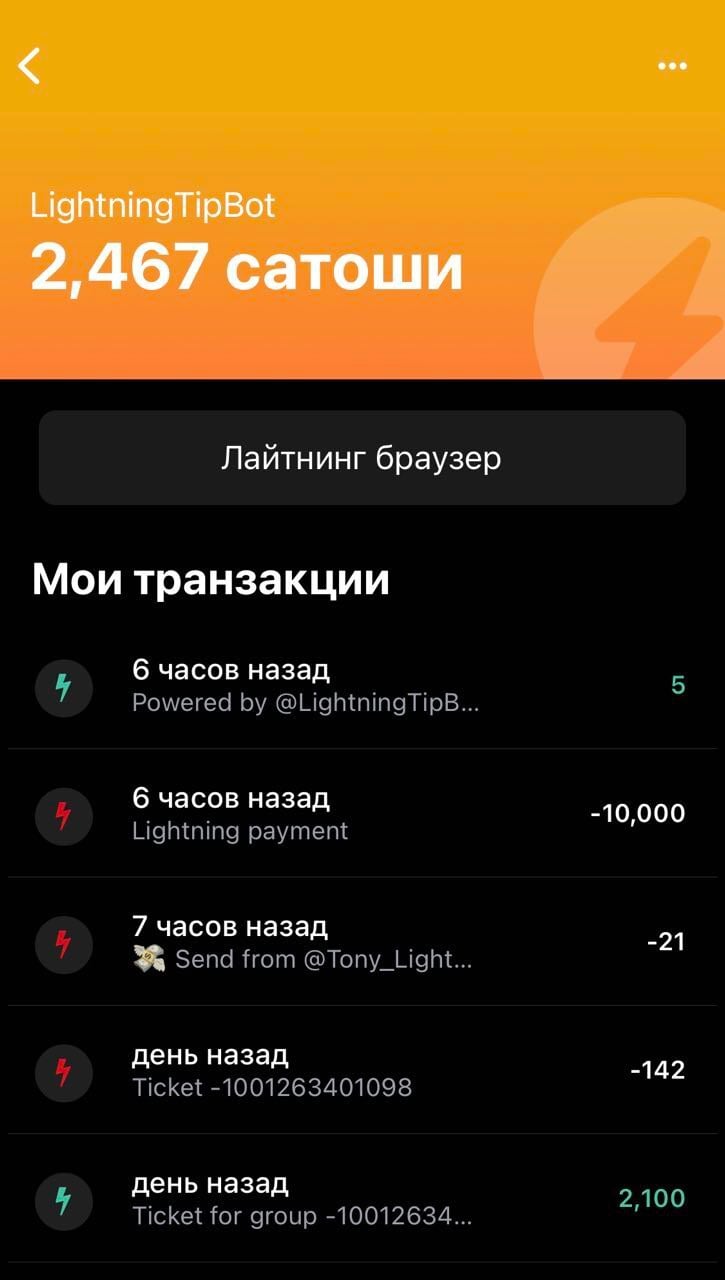 LightningTipBot
2,467 сатоши
Лайтнинг браузер
Мои транзакции
6 часов назад
Powered by @LightningTipB...
5
6 часов назад
Lightning payment
-10,000
7 часов назад
💸 Send from @Tony_Light...
-21
день назад
Ticket -1001263401098
-142
день назад
Ticket for group -10012634...
2,100